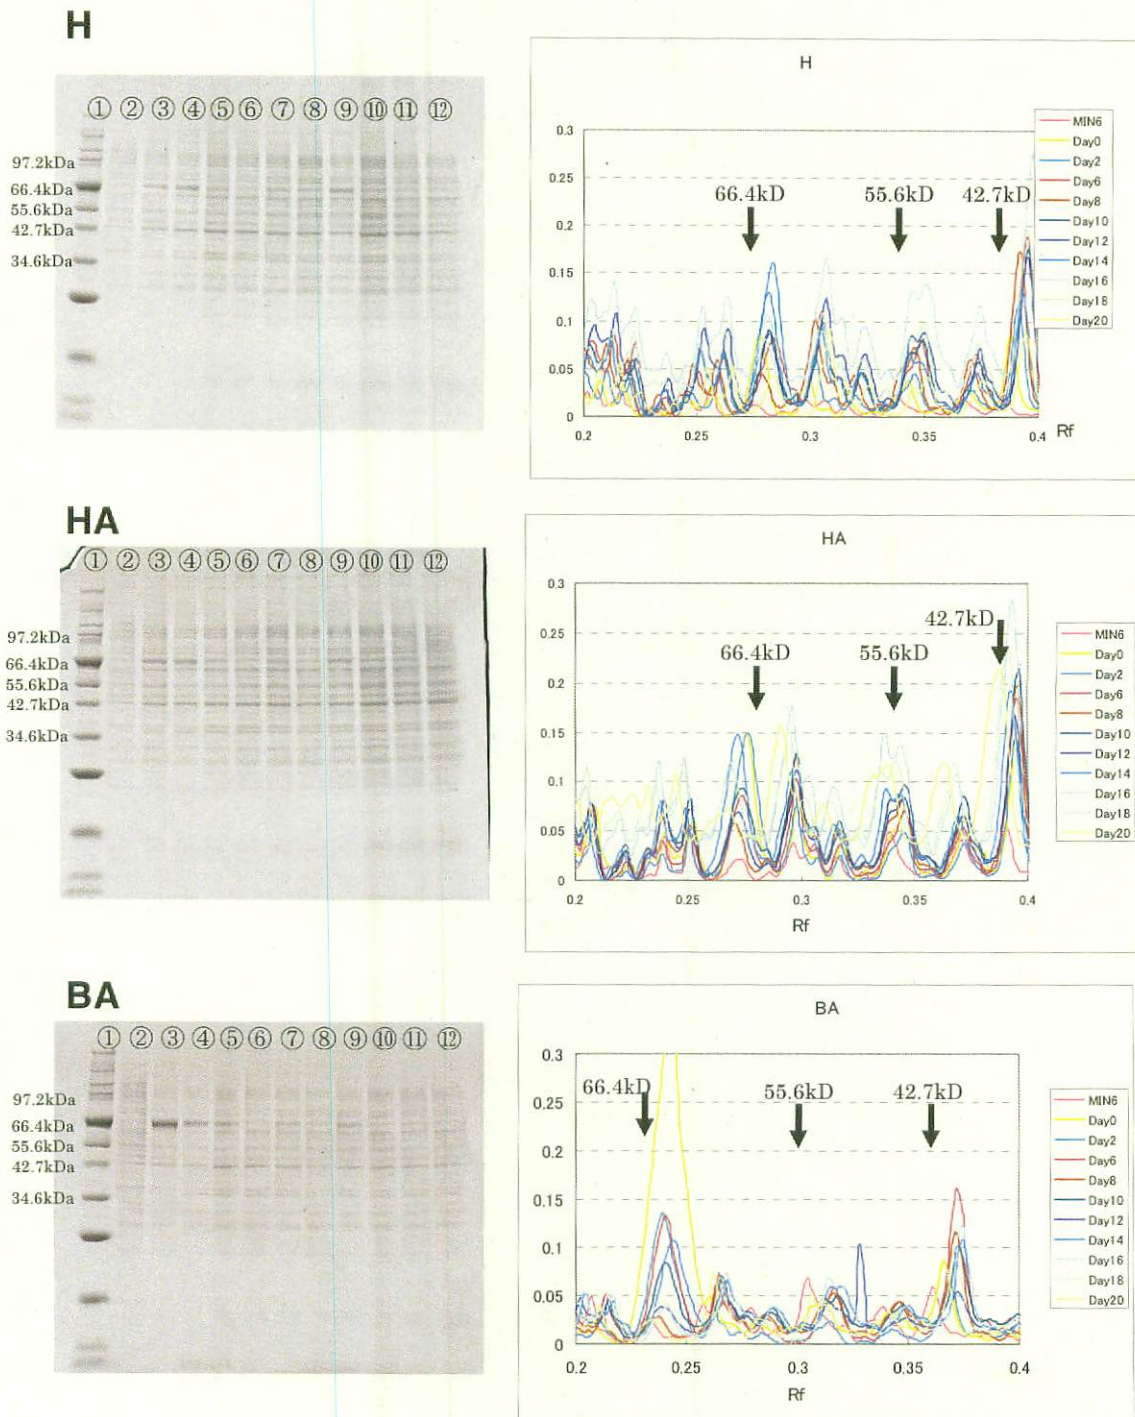 H
① ② ③ ④ ⑤ ⑥ ⑦ ⑧ ⑨ ⑩ ⑪ ⑫
97.2kDa
66.4kDa
55.6kDa
42.7kDa
34.6kDa
H
0.3
0.25
0.2
0.15
0.1
0.05
0
66.4kD 55.6kD 42.7kD
0.2 0.25 0.3 0.35 0.4 Rf
MIN6
Day0
Day2
Day6
Day8
Day10
Day12
Day14
Day16
Day18
Day20
HA
① ② ③ ④ ⑤ ⑥ ⑦ ⑧ ⑨ ⑩ ⑪ ⑫
97.2kDa
66.4kDa
55.6kDa
42.7kDa
34.6kDa
HA
0.3
0.25
0.2
0.15
0.1
0.05
0
42.7kD
66.4kD 55.6kD
0.2 0.25 0.3 0.35 0.4
Rf
MIN6
Day0
Day2
Day6
Day8
Day10
Day12
Day14
Day16
Day18
Day20
BA
① ② ③ ④ ⑤ ⑥ ⑦ ⑧ ⑨ ⑩ ⑪ ⑫
97.2kDa
66.4kDa
55.6kDa
42.7kDa
34.6kDa
BA
0.3
0.25
0.2
0.15
0.1
0.05
0
66.4kD 55.6kD 42.7kD
0.2 0.25 0.3 0.35 0.4
Rf
MIN6
Day0
Day2
Day6
Day8
Day10
Day12
Day14
Day16
Day18
Day20